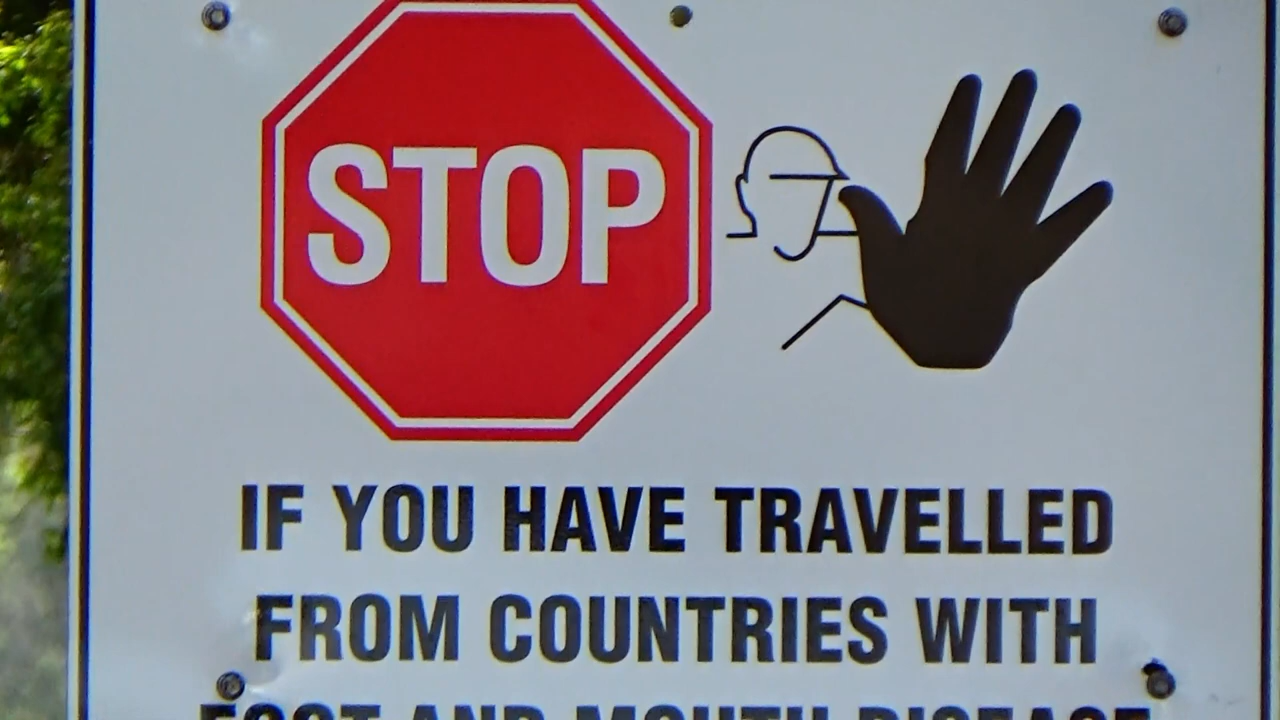 STOP
IF YOU HAVE TRAVELLED
FROM COUNTRIES WITH
FOOT AND MOUTH DISEASE